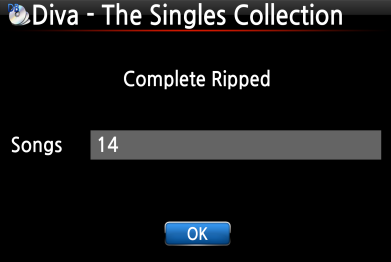 Diva - The Singles Collection
Complete Ripped
Songs 14
OK